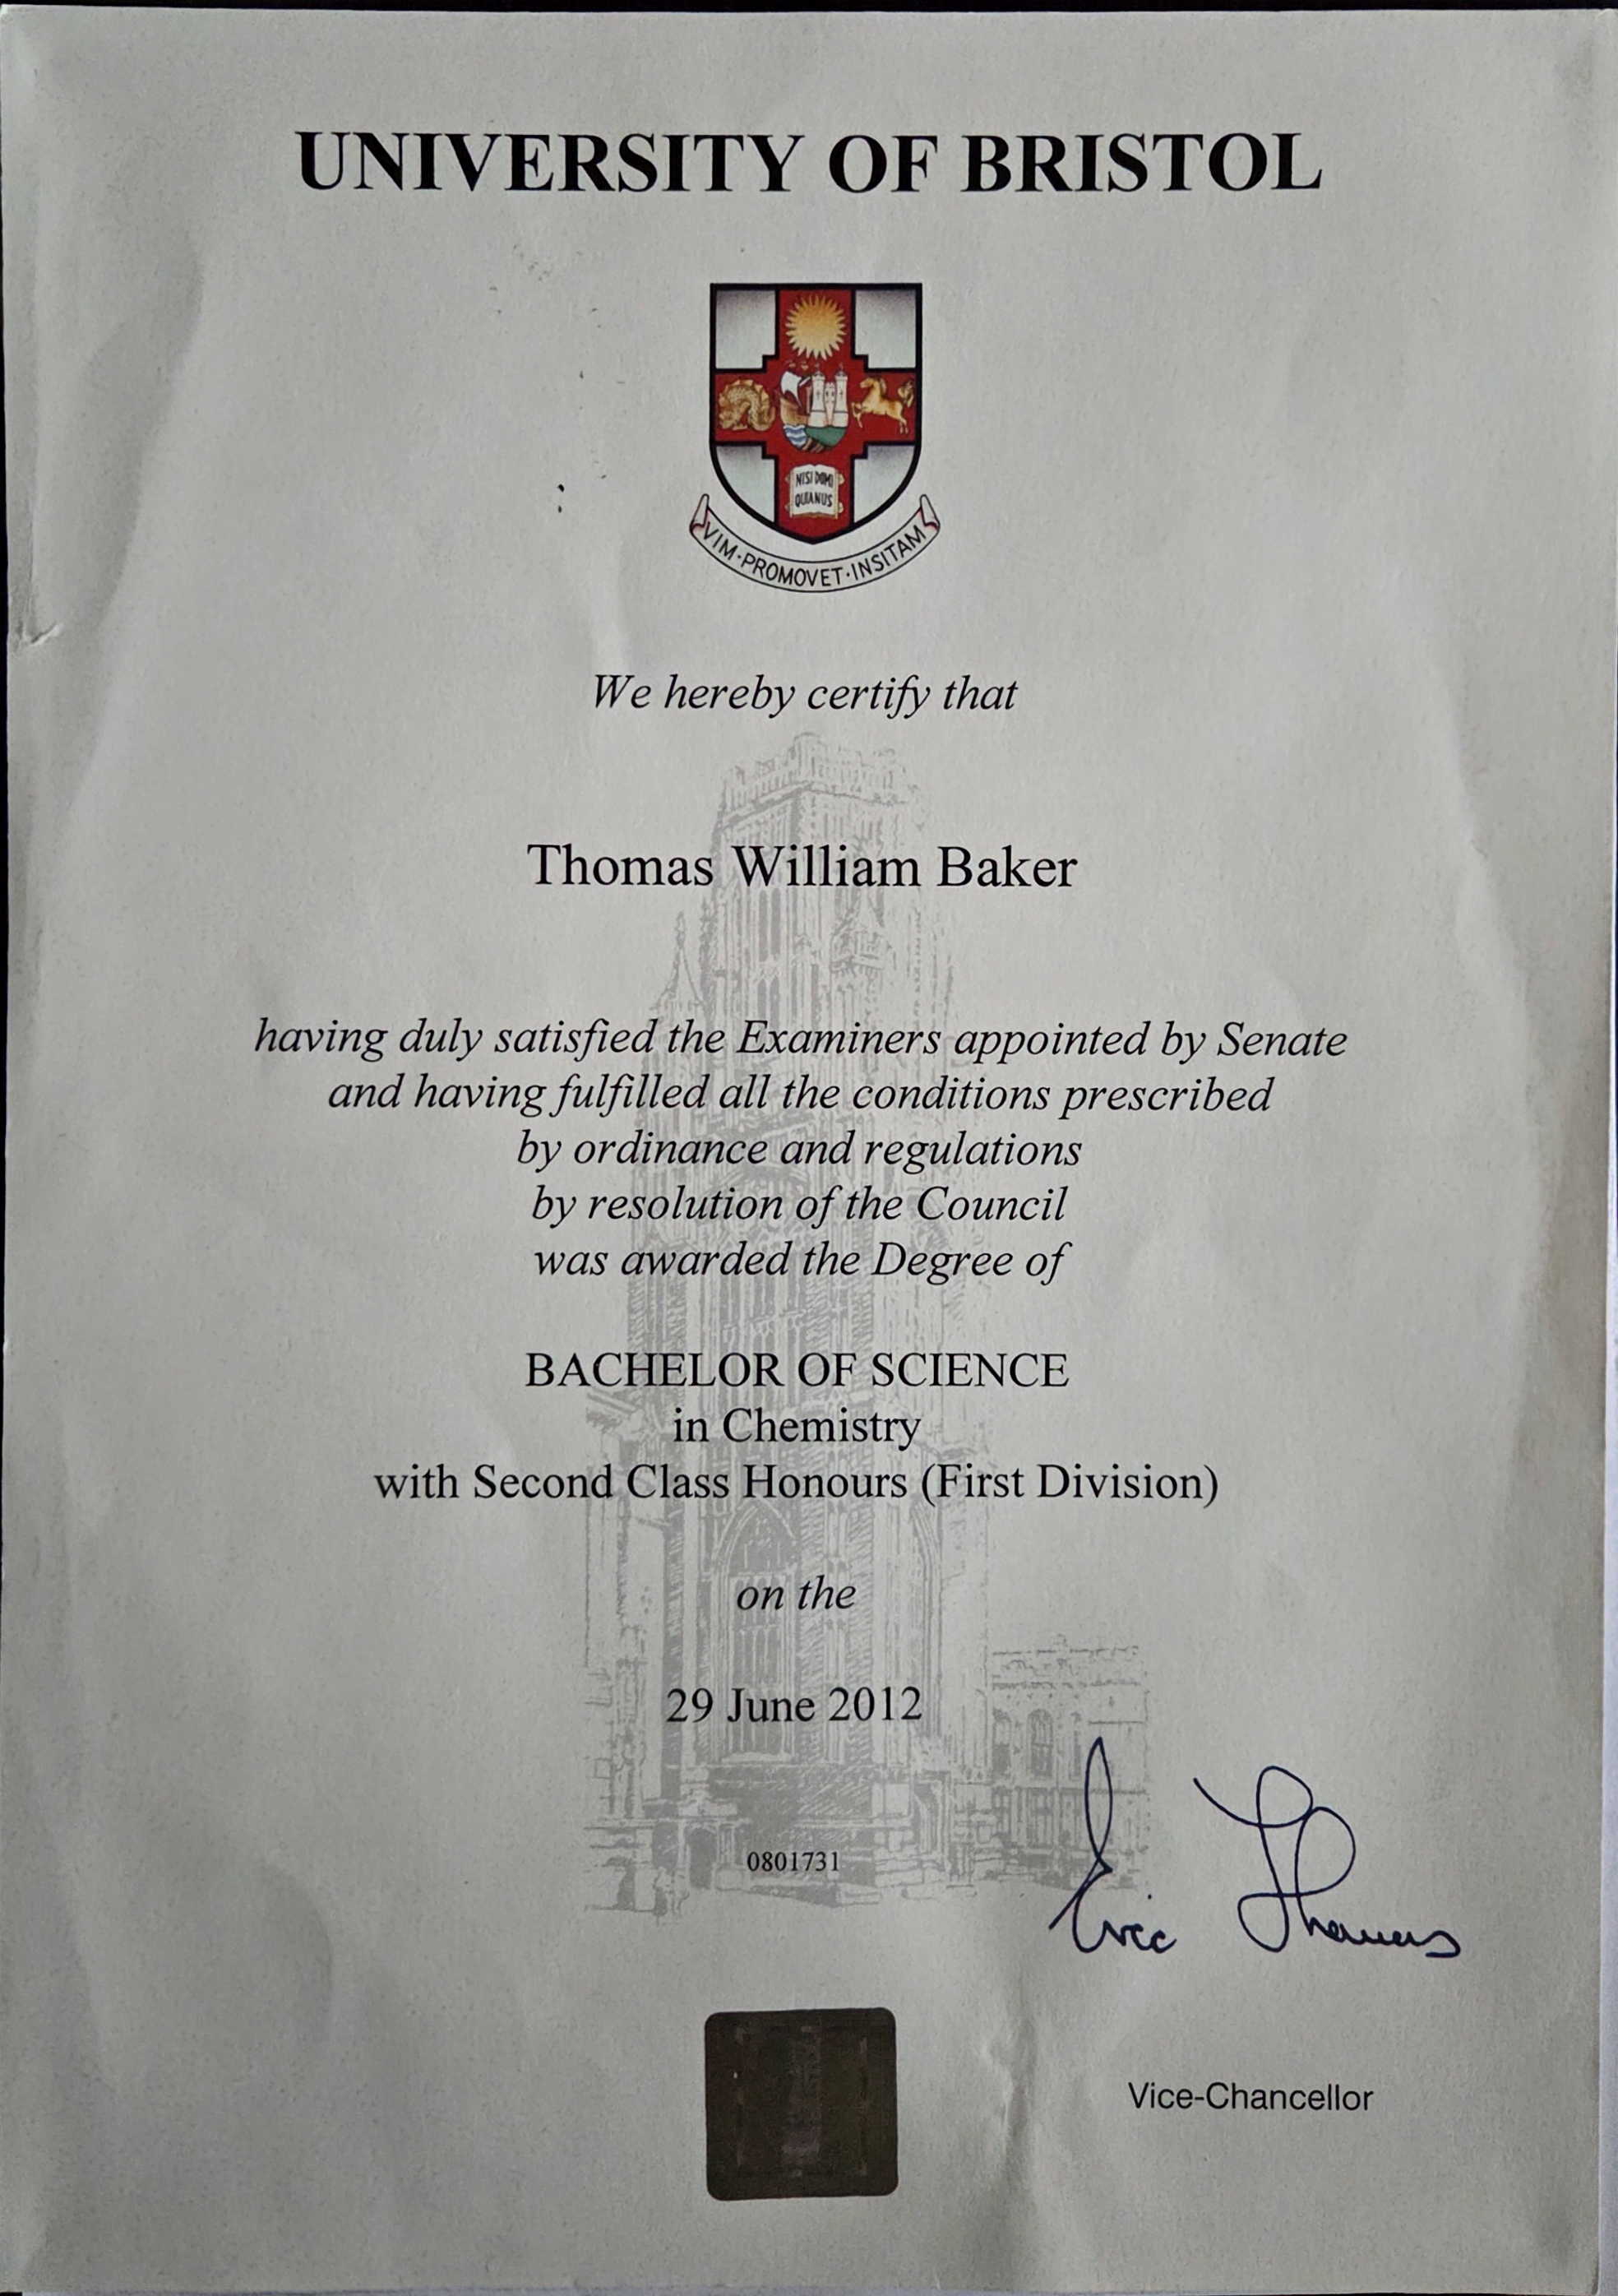 UNIVERSITY OF BRISTOL
NISI DOMI
QUIANUS
VIM·PROMOVET·INSITAM
We hereby certify that
Thomas William Baker
having duly satisfied the Examiners appointed by Senate
and having fulfilled all the conditions prescribed
by ordinance and regulations
by resolution of the Council
was awarded the Degree of
BACHELOR OF SCIENCE
in Chemistry
with Second Class Honours (First Division)
on the
29 June 2012
0801731
Eric Thomas
Vice-Chancellor